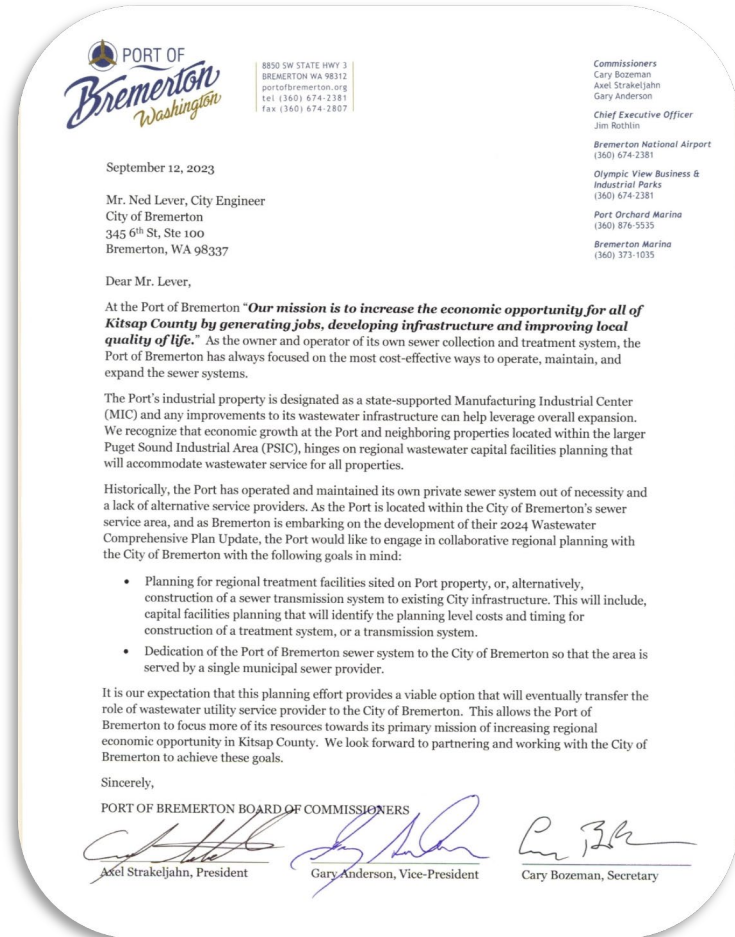 PORT OF
Bremerton
Washington
8850 SW STATE HWY 3
BREMERTON WA 98312
portofbremerton.org
tel (360) 674-2381
fax (360) 674-2807
Commissioners
Cary Bozeman
Axel Strakeljahn
Gary Anderson
Chief Executive Officer
Jim Rothlin
Bremerton National Airport
(360) 674-2381
Olympic View Business &
Industrial Parks
(360) 674-2381
Port Orchard Marina
(360) 876-5535
Bremerton Marina
(360) 373-1035
September 12, 2023
Mr. Ned Lever, City Engineer
City of Bremerton
345 6th St, Ste 100
Bremerton, WA 98337
Dear Mr. Lever,
At the Port of Bremerton “Our mission is to increase the economic opportunity for all of
Kitsap County by generating jobs, developing infrastructure and improving local
quality of life.” As the owner and operator of its own sewer collection and treatment system, the
Port of Bremerton has always focused on the most cost-effective ways to operate, maintain, and
expand the sewer systems.
The Port’s industrial property is designated as a state-supported Manufacturing Industrial Center
(MIC) and any improvements to its wastewater infrastructure can help leverage overall expansion.
We recognize that economic growth at the Port and neighboring properties located within the larger
Puget Sound Industrial Area (PSIC), hinges on regional wastewater capital facilities planning that
will accommodate wastewater service for all properties.
Historically, the Port has operated and maintained its own private sewer system out of necessity and
a lack of alternative service providers. As the Port is located within the City of Bremerton’s sewer
service area, and as Bremerton is embarking on the development of their 2024 Wastewater
Comprehensive Plan Update, the Port would like to engage in collaborative regional planning with
the City of Bremerton with the following goals in mind:
• Planning for regional treatment facilities sited on Port property, or, alternatively,
construction of a sewer transmission system to existing City infrastructure. This will include,
capital facilities planning that will identify the planning level costs and timing for
construction of a treatment system, or a transmission system.
• Dedication of the Port of Bremerton sewer system to the City of Bremerton so that the area is
served by a single municipal sewer provider.
It is our expectation that this planning effort provides a viable option that will eventually transfer the
role of wastewater utility service provider to the City of Bremerton. This allows the Port of
Bremerton to focus more of its resources towards its primary mission of increasing regional
economic opportunity in Kitsap County. We look forward to partnering and working with the City of
Bremerton to achieve these goals.
Sincerely,
PORT OF BREMERTON BOARD OF COMMISSIONERS
Axel Strakeljahn, President
Gary Anderson, Vice-President
Cary Bozeman, Secretary